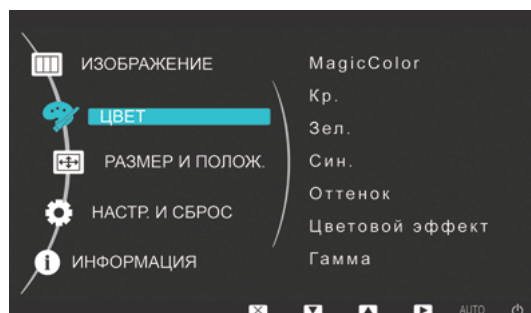 ИЗОБРАЖЕНИЕ
ЦВЕТ
РАЗМЕР И ПОЛОЖ.
НАСТР. И СБРОС
ИНФОРМАЦИЯ
MagicColor
Кр.
Зел.
Син.
Оттенок
Цветовой эффект
Гамма
AUTO